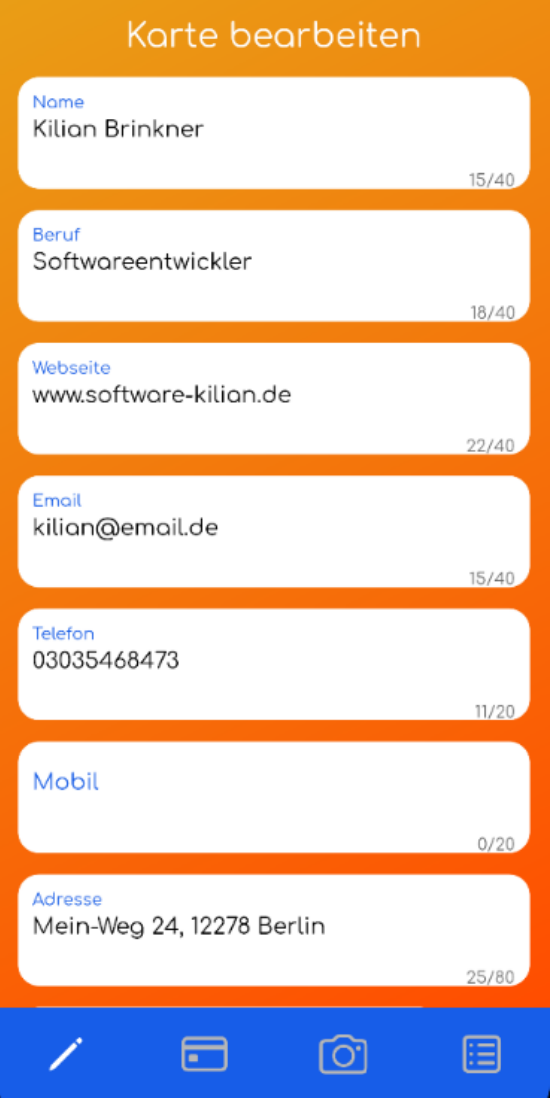 Karte bearbeiten
Name
Kilian Brinkner
15/40
Beruf
Softwareentwickler
18/40
Webseite
www.software-kilian.de
22/40
Email
kilian@email.de
15/40
Telefon
03035468473
11/20
Mobil
0/20
Adresse
Mein-Weg 24, 12278 Berlin
25/80